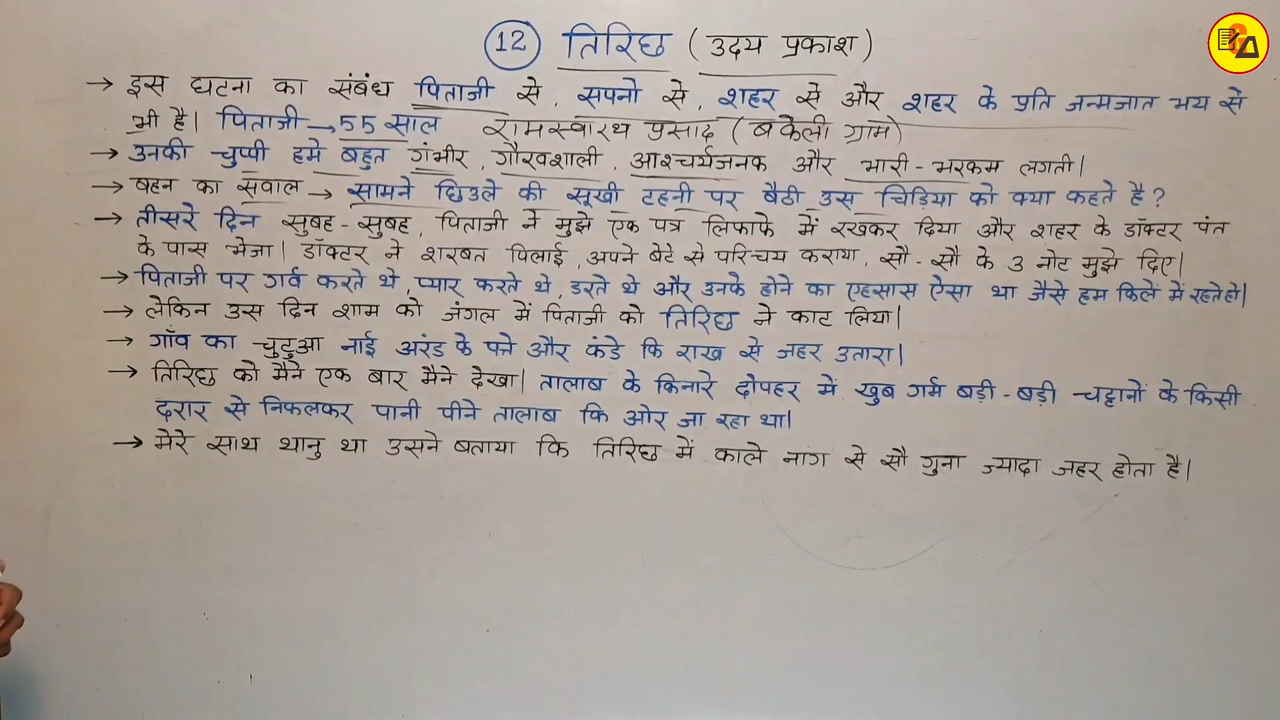 12 तिरिछ (उदय प्रकाश)
→ इस घटना का संबंध पिताजी से, सपनो से, शहर से और शहर के प्रति जन्मजात भय से
भी है। पिताजी → 55 साल रामस्वारथ प्रसाद (बकेली ग्राम)
→ उनकी चुप्पी हमे बहुत गंभीर, गौरवशाली, आश्चर्यजनक और भारी-भरकम लगती।
→ बहन का सवाल → सामने छिउले की सूखी टहनी पर बैठी उस चिड़िया को क्या कहते है?
→ तीसरे दिन सुबह-सुबह, पिताजी ने मुझे एक पत्र लिफाफे में रखकर दिया और शहर के डॉक्टर पंत
के पास भेजा। डॉक्टर ने शरबत पिलाई, अपने बेटे से परिचय कराया, सौ-सौ के 3 नोट मुझे दिए।
→ पिताजी पर गर्व करते थे, प्यार करते थे, डरते थे और उनके होने का एहसास ऐसा था जैसे हम किलें में रहते हो।
→ लेकिन उस दिन शाम को जंगल में पिताजी को तिरिछ ने काट लिया।
→ गाँव का चुटुआ नाई अरंड के पत्ते और कंडे कि राख से जहर उतारा।
→ तिरिछ को मैंने एक बार मैंने देखा। तालाब के किनारे दोपहर में खुब गर्म बड़ी-बड़ी चट्टानों के किसी
दरार से निकलकर पानी पीने तालाब कि ओर जा रहा था।
→ मेरे साथ थानु था उसने बताया कि तिरिछ में काले नाग से सौ गुना ज्यादा जहर होता है।